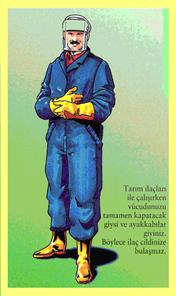 Tarım ilaçları
ile çalışırken
vücudunuzu
tamamen kapatacak
giysi ve ayakkabılar
giyiniz.
Böylece ilaç cildinize
bulaşmaz.